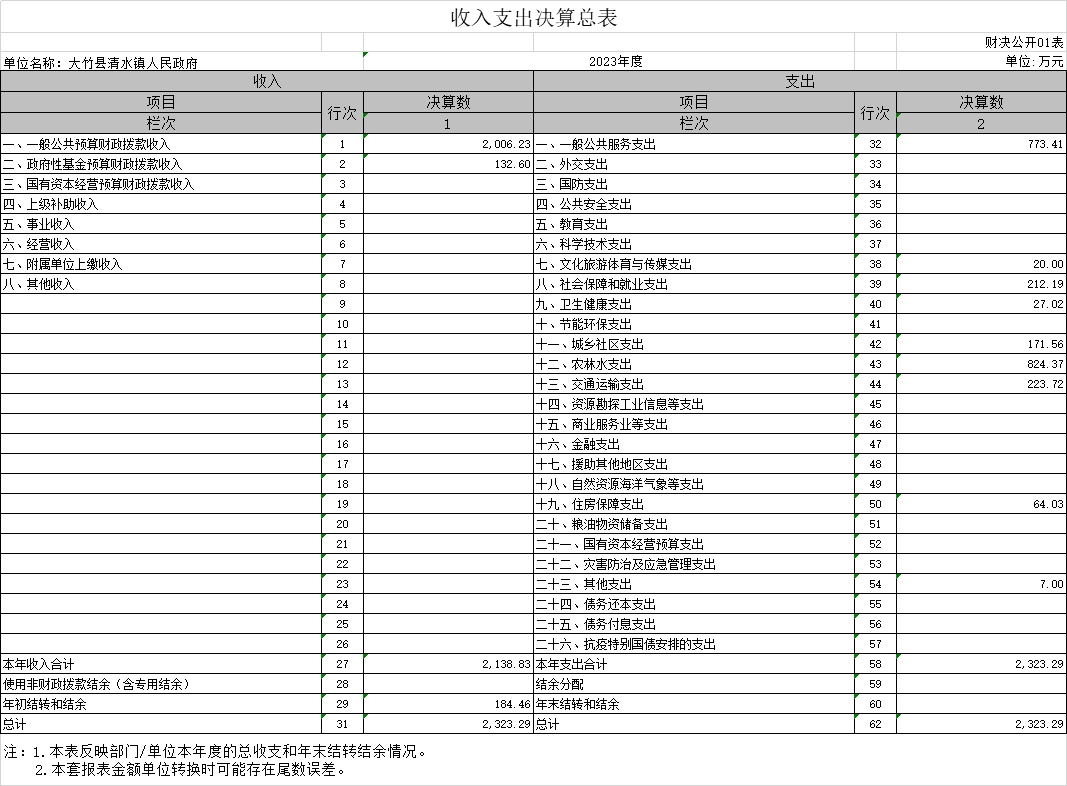 收入支出决算总表
财决公开01表
单位名称：大竹县清水镇人民政府 2023年度 单位:万元
收入 支出
项目 行次 决算数 项目 行次 决算数
栏次 1 栏次 2
一、一般公共预算财政拨款收入 1 2,006.23 一、一般公共服务支出 32 773.41
二、政府性基金预算财政拨款收入 2 132.60 二、外交支出 33
三、国有资本经营预算财政拨款收入 3 三、国防支出 34
四、上级补助收入 4 四、公共安全支出 35
五、事业收入 5 五、教育支出 36
六、经营收入 6 六、科学技术支出 37
七、附属单位上缴收入 7 七、文化旅游体育与传媒支出 38 20.00
八、其他收入 8 八、社会保障和就业支出 39 212.19
9 九、卫生健康支出 40 27.02
10 十、节能环保支出 41
11 十一、城乡社区支出 42 171.56
12 十二、农林水支出 43 824.37
13 十三、交通运输支出 44 223.72
14 十四、资源勘探工业信息等支出 45
15 十五、商业服务业等支出 46
16 十六、金融支出 47
17 十七、援助其他地区支出 48
18 十八、自然资源海洋气象等支出 49
19 十九、住房保障支出 50 64.03
20 二十、粮油物资储备支出 51
21 二十一、国有资本经营预算支出 52
22 二十二、灾害防治及应急管理支出 53
23 二十三、其他支出 54 7.00
24 二十四、债务还本支出 55
25 二十五、债务付息支出 56
26 二十六、抗疫特别国债安排的支出 57
本年收入合计 27 2,138.83 本年支出合计 58 2,323.29
使用非财政拨款结余（含专用结余） 28 结余分配 59
年初结转和结余 29 184.46 年末结转和结余 60
总计 31 2,323.29 总计 62 2,323.29
注：1.本表反映部门/单位本年度的总收支和年末结转结余情况。
2.本套报表金额单位转换时可能存在尾数误差。